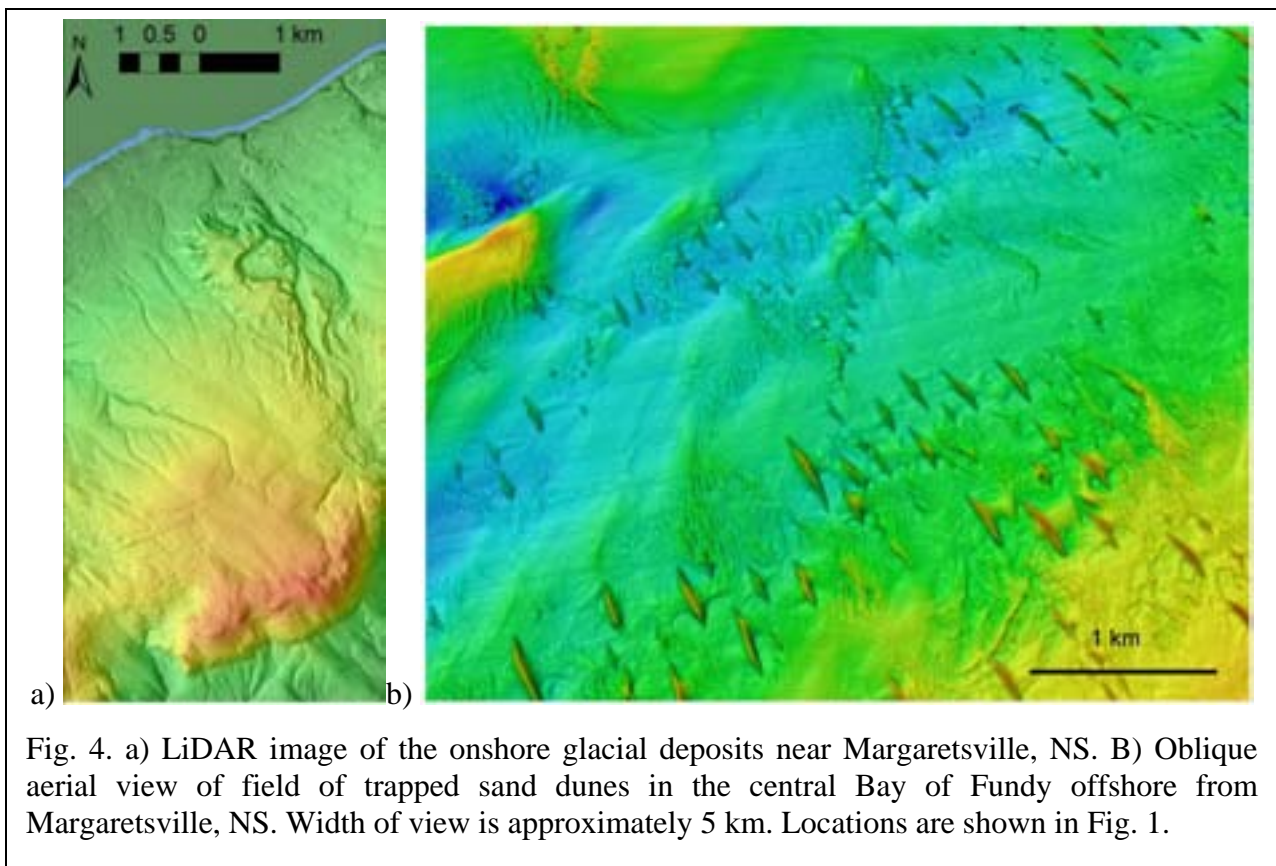 1 0.5 0 1 km
N
1 km
a)
b)
Fig. 4. a) LiDAR image of the onshore glacial deposits near Margaretsville, NS. B) Oblique
aerial view of field of trapped sand dunes in the central Bay of Fundy offshore from
Margaretsville, NS. Width of view is approximately 5 km. Locations are shown in Fig. 1.